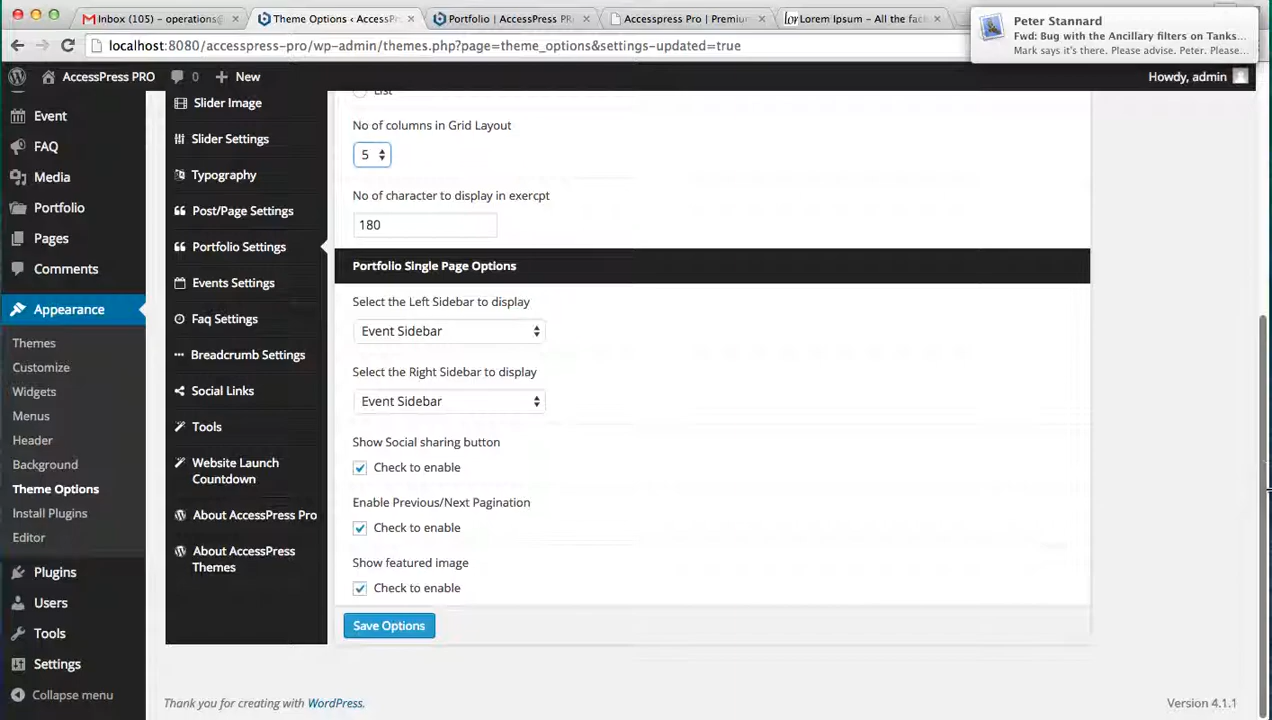 Inbox (105) – operations@
Theme Options ‹ AccessPr
Portfolio | AccessPress PR
Accesspress Pro | Premiu
Lorem Ipsum - All the fac
Peter Stannard
Fwd: Bug with the Ancillary filters on Tanks...
Mark says it's there. Please advise. Peter. Please...
localhost:8080/accesspress-pro/wp-admin/themes.php?page=theme_options&settings-updated=true
AccessPress PRO
0
New
Howdy, admin
Event
FAQ
Media
Portfolio
Pages
Comments
Appearance
Themes
Customize
Widgets
Menus
Header
Background
Theme Options
Install Plugins
Editor
Plugins
Users
Tools
Settings
Collapse menu
Slider Image
Slider Settings
Typography
Post/Page Settings
Portfolio Settings
Events Settings
Faq Settings
Breadcrumb Settings
Social Links
Tools
Website Launch
Countdown
About AccessPress Pro
About AccessPress
Themes
List
No of columns in Grid Layout
5
No of character to display in exercpt
180
Portfolio Single Page Options
Select the Left Sidebar to display
Event Sidebar
Select the Right Sidebar to display
Event Sidebar
Show Social sharing button
Check to enable
Enable Previous/Next Pagination
Check to enable
Show featured image
Check to enable
Save Options
Thank you for creating with WordPress.
Version 4.1.1